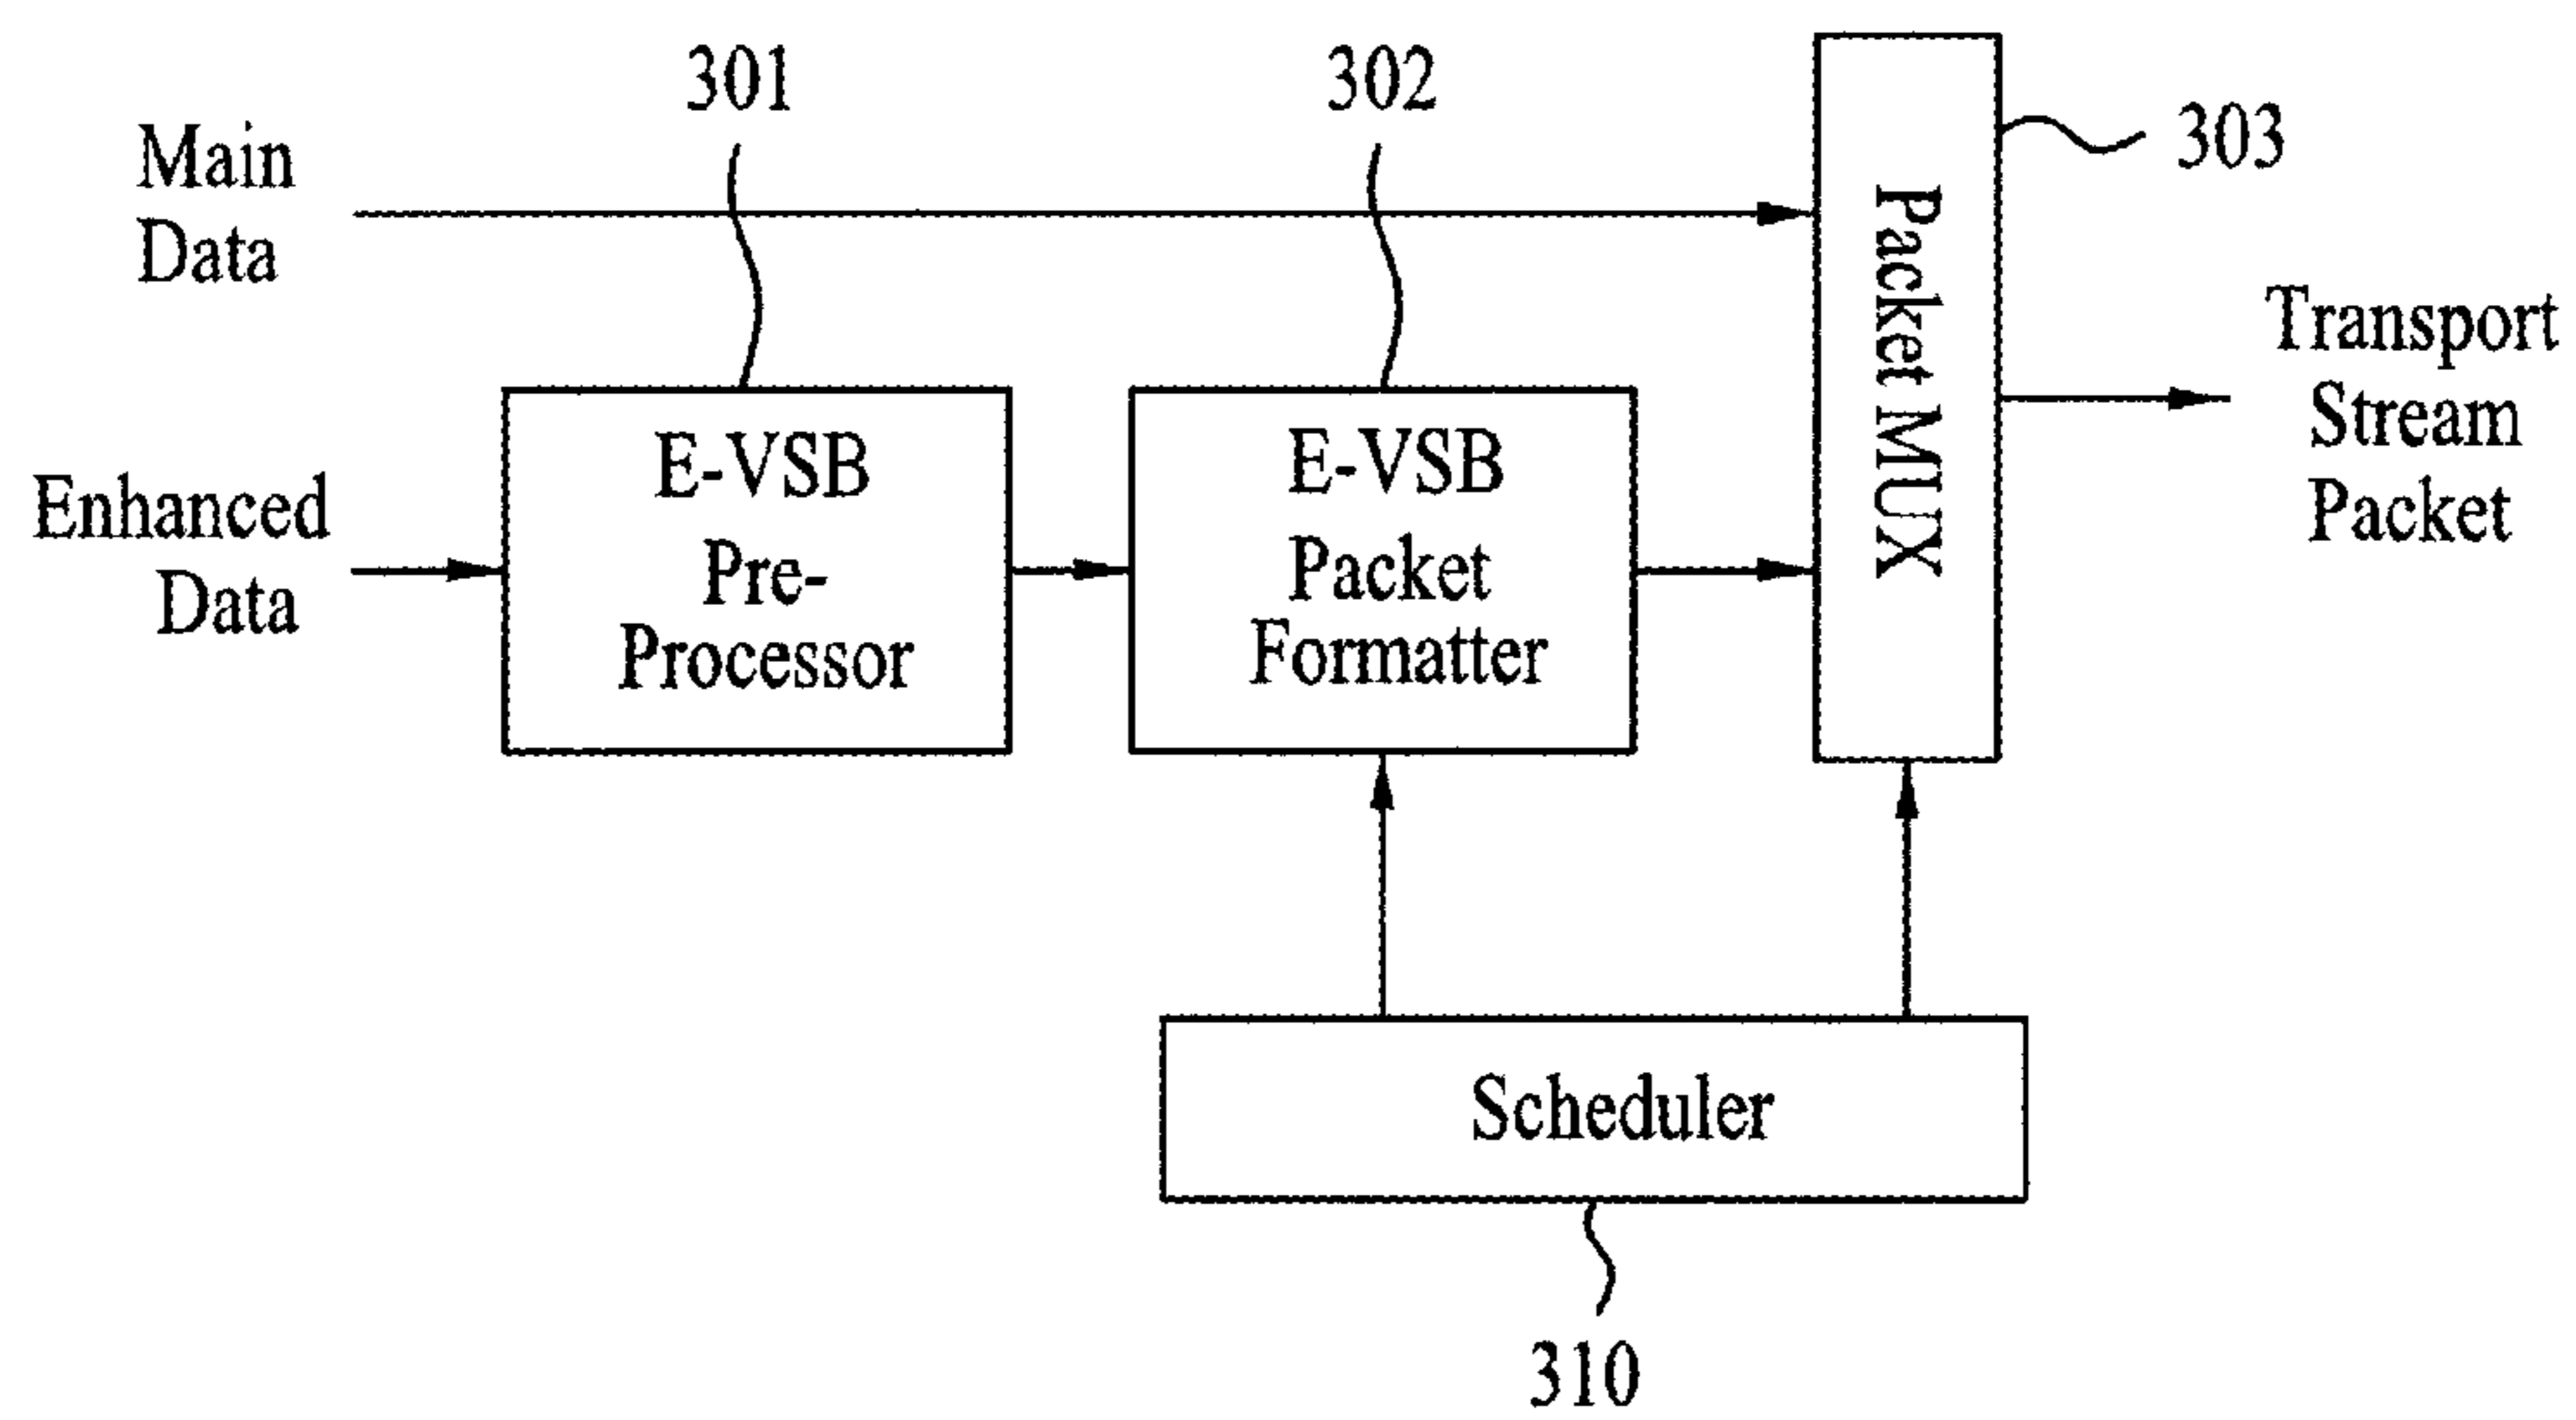 301
302
303
Main
Data
Enhanced
Data
E-VSB
Pre-
Processor
E-VSB
Packet
Formatter
Packet MUX
Transport
Stream
Packet
Scheduler
310